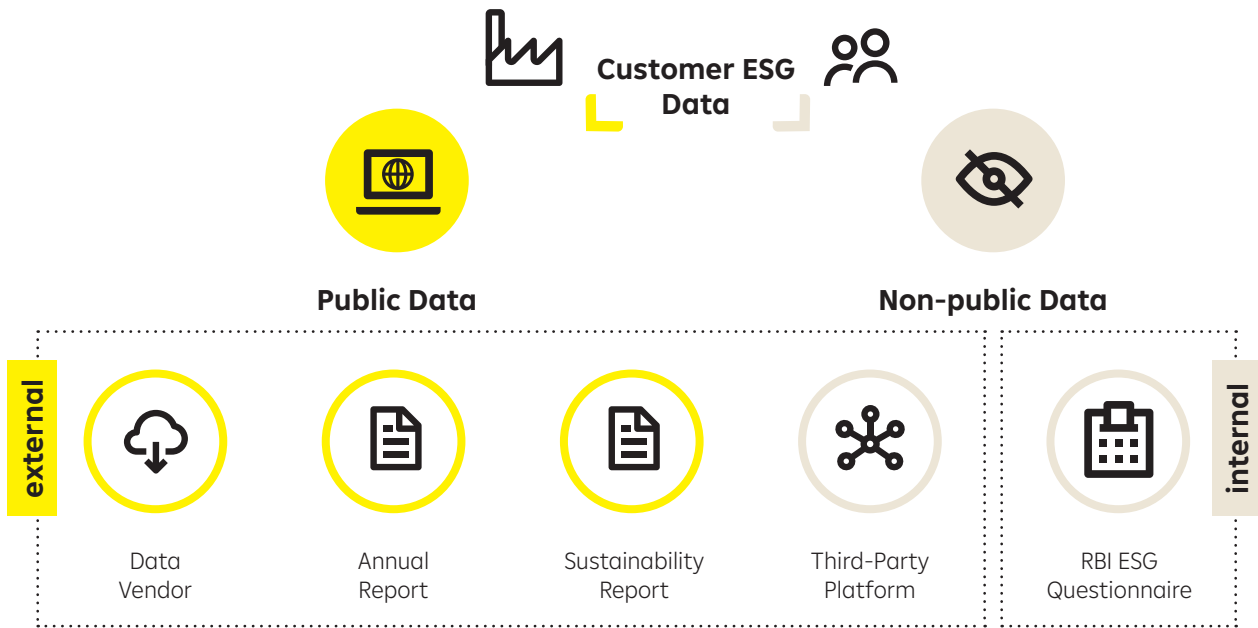 Customer ESG
Data
Public Data
Non-public Data
external
internal
Data
Vendor
Annual
Report
Sustainability
Report
Third-Party
Platform
RBI ESG
Questionnaire